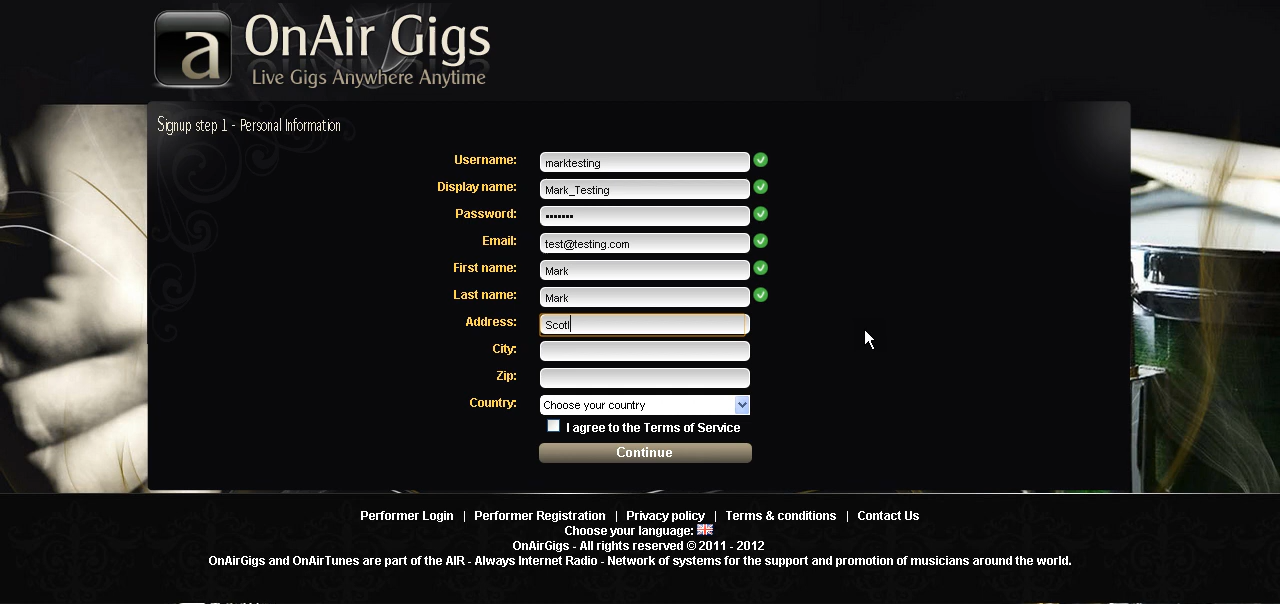 a OnAir Gigs
Live Gigs Anywhere Anytime
Signup step 1 - Personal Information
Username: marktesting
Display name: Mark_Testing
Password: •••••••
Email: test@testing.com
First name: Mark
Last name: Mark
Address: Scotl
City:
Zip:
Country: Choose your country
I agree to the Terms of Service
Continue
Performer Login | Performer Registration | Privacy policy | Terms & conditions | Contact Us
Choose your language:
OnAirGigs - All rights reserved © 2011 - 2012
OnAirGigs and OnAirTunes are part of the AIR - Always Internet Radio - Network of systems for the support and promotion of musicians around the world.